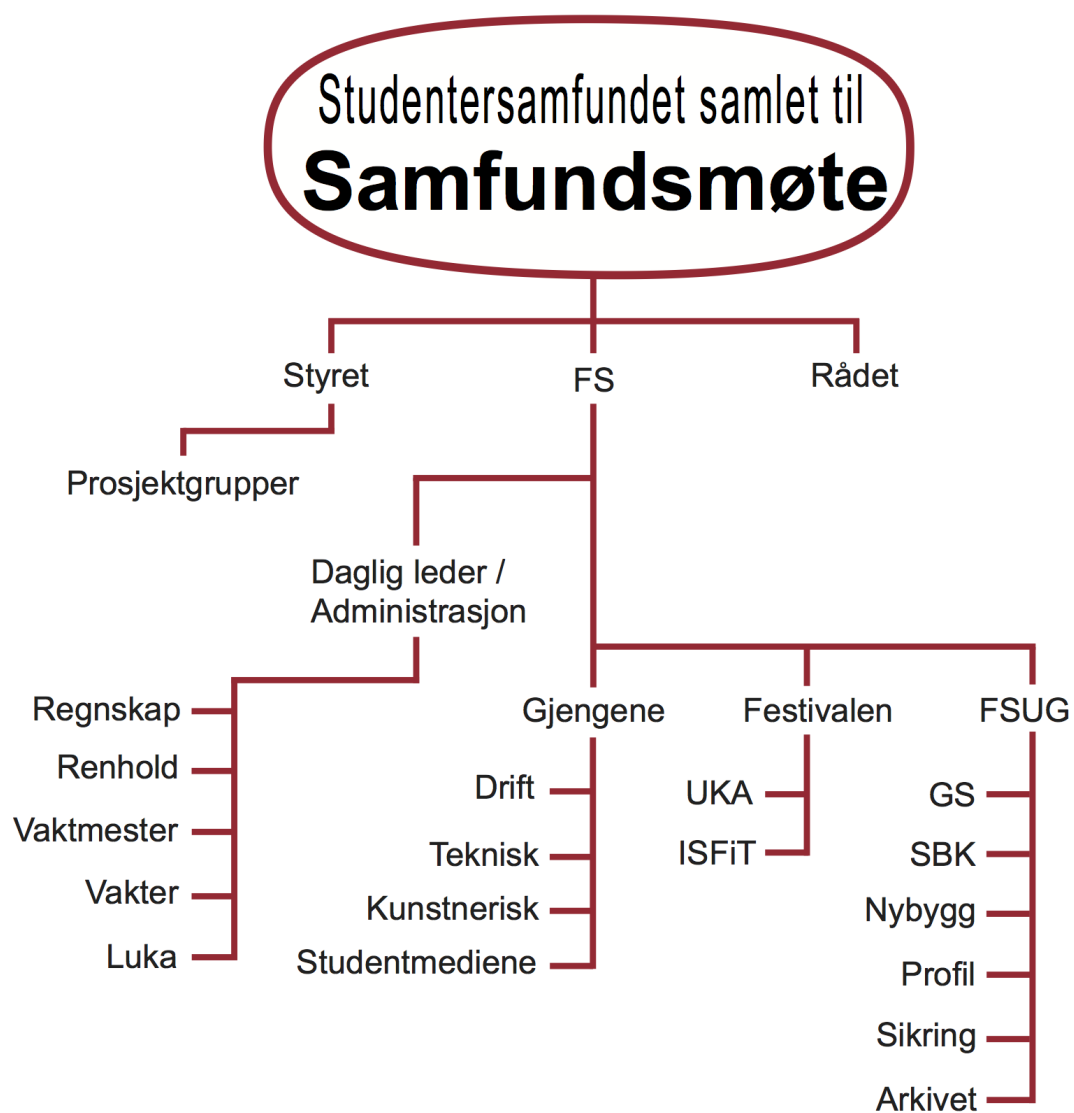 Studentersamfundet samlet til
Samfundsmøte
Styret
FS
Rådet
Prosjektgrupper
Daglig leder /
Administrasjon
Regnskap
Renhold
Vaktmester
Vakter
Luka
Gjengene
Drift
Teknisk
Kunstnerisk
Studentmediene
Festivalen
UKA
ISFiT
FSUG
GS
SBK
Nybygg
Profil
Sikring
Arkivet